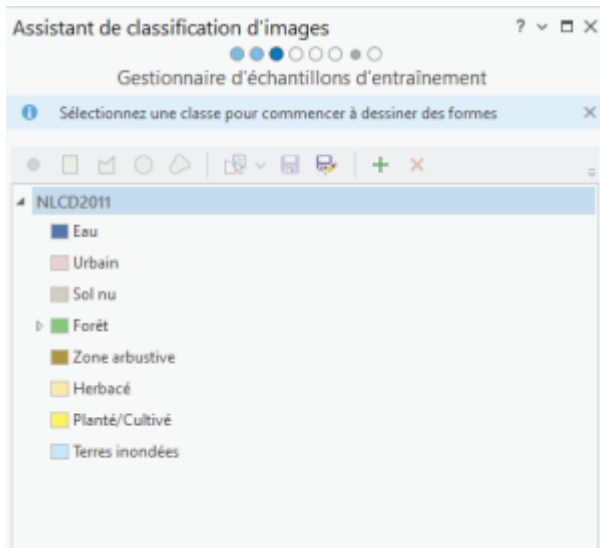 Assistant de classification d'images
Gestionnaire d'échantillons d'entraînement
Sélectionnez une classe pour commencer à dessiner des formes
NLCD2011
Eau
Urbain
Sol nu
Forêt
Zone arbustive
Herbacé
Planté/Cultivé
Terres inondées